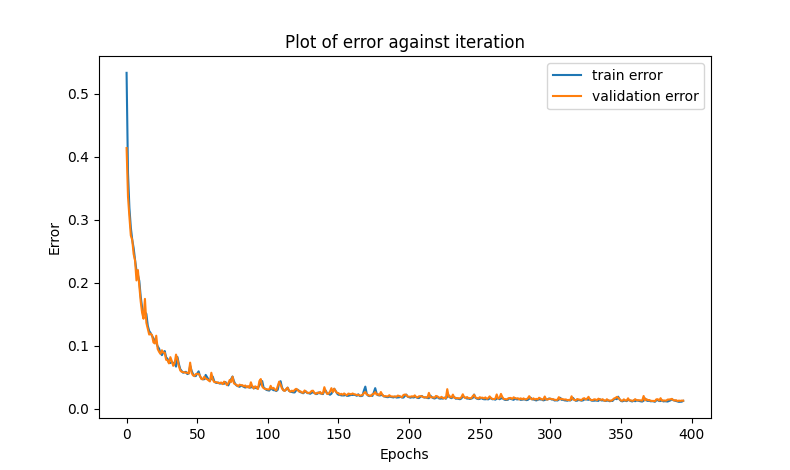 Plot of error against iteration
train error
validation error
0.5
0.4
0.3
0.2
0.1
0.0
Error
0 50 100 150 200 250 300 350 400
Epochs